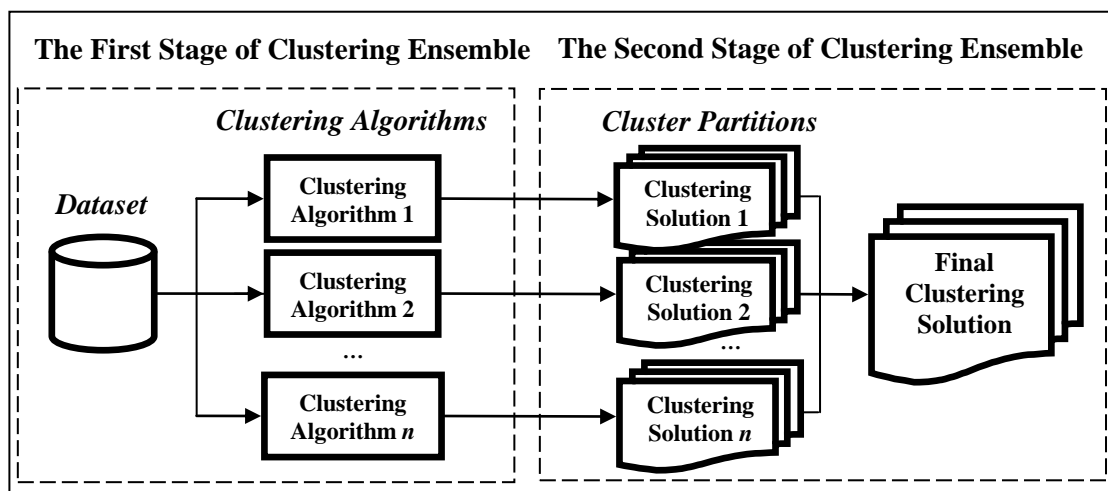 The First Stage of Clustering Ensemble
The Second Stage of Clustering Ensemble
Clustering Algorithms
Cluster Partitions
Dataset
Clustering
Algorithm 1
Clustering
Solution 1
Clustering
Algorithm 2
Clustering
Solution 2
Final
Clustering
Solution
...
...
Clustering
Algorithm n
Clustering
Solution n